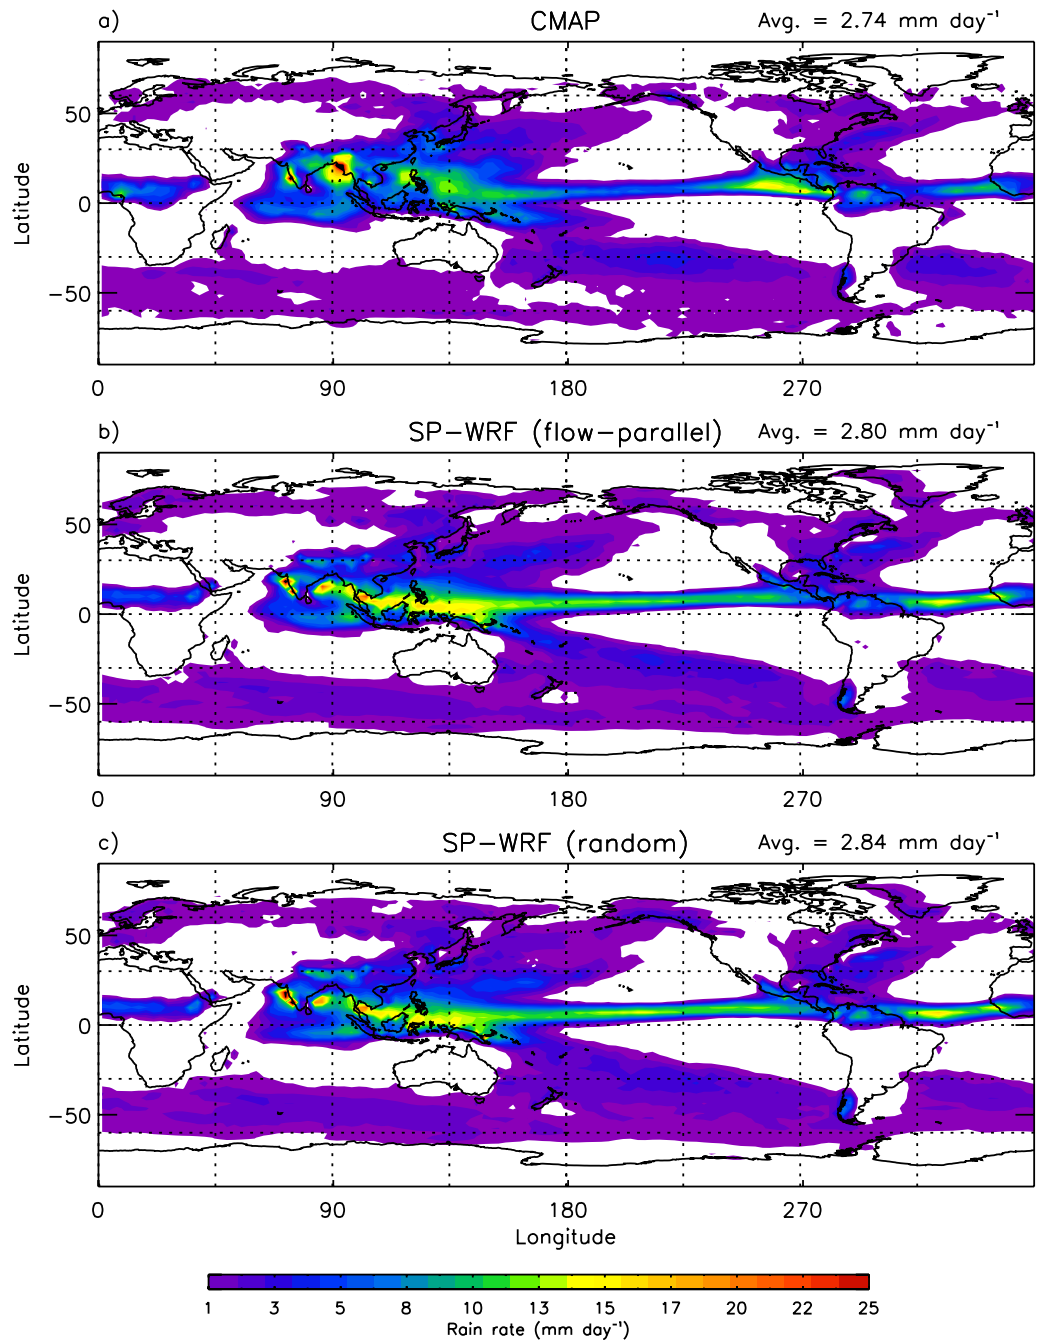 a) CMAP Avg. = 2.74 mm day⁻¹
50
0
−50
Latitude
0 90 180 270
b) SP−WRF (flow−parallel) Avg. = 2.80 mm day⁻¹
50
0
−50
Latitude
0 90 180 270
c) SP−WRF (random) Avg. = 2.84 mm day⁻¹
50
0
−50
Latitude
0 90 180 270
Longitude
1 3 5 8 10 13 15 17 20 22 25
Rain rate (mm day⁻¹)